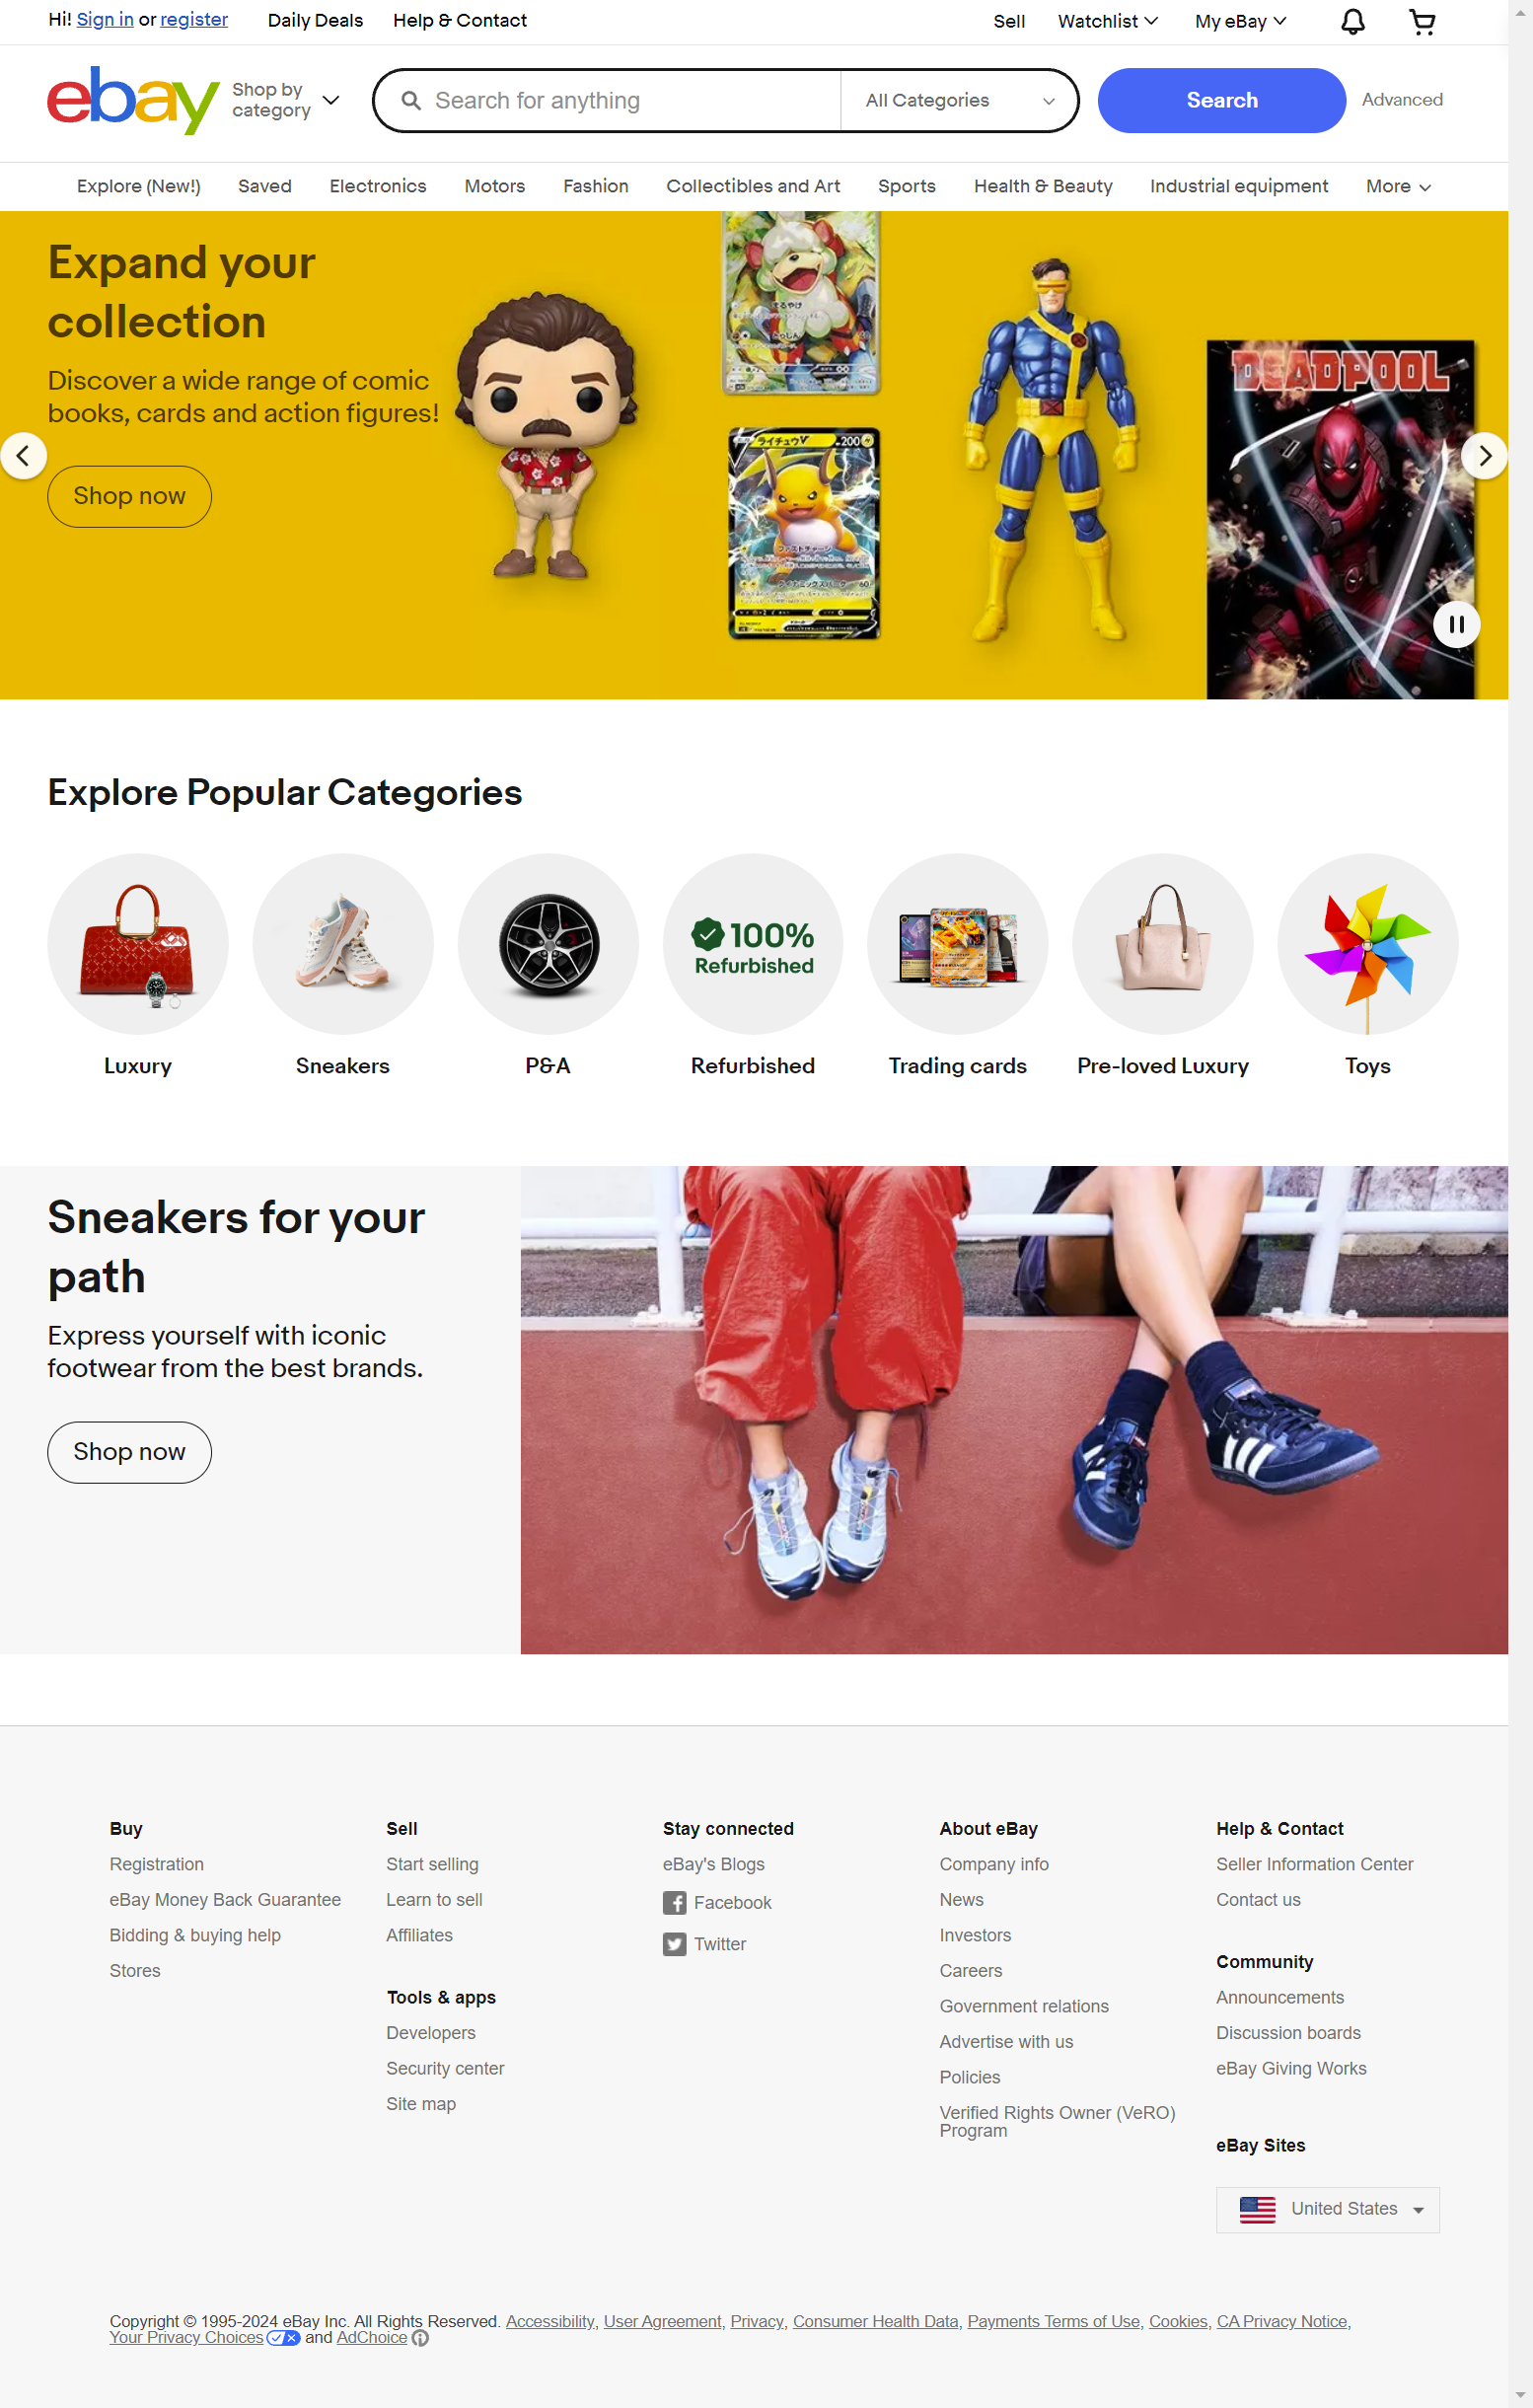 Hi! Sign in or register
Daily Deals
Help & Contact
Sell
Watchlist
My eBay
ebay
Shop by
category
Search for anything
All Categories
Search
Advanced
Explore (New!)
Saved
Electronics
Motors
Fashion
Collectibles and Art
Sports
Health & Beauty
Industrial equipment
More
Expand your
collection
Discover a wide range of comic
books, cards and action figures!
Shop now
ライチュウV
200
60
DEADPOOL
Explore Popular Categories
100%
Refurbished
Luxury
Sneakers
P&A
Refurbished
Trading cards
Pre-loved Luxury
Toys
Sneakers for your
path
Express yourself with iconic
footwear from the best brands.
Shop now
Buy
Registration
eBay Money Back Guarantee
Bidding & buying help
Stores
Sell
Start selling
Learn to sell
Affiliates
Tools & apps
Developers
Security center
Site map
Stay connected
eBay's Blogs
Facebook
Twitter
About eBay
Company info
News
Investors
Careers
Government relations
Advertise with us
Policies
Verified Rights Owner (VeRO)
Program
Help & Contact
Seller Information Center
Contact us
Community
Announcements
Discussion boards
eBay Giving Works
eBay Sites
United States
Copyright © 1995-2024 eBay Inc. All Rights Reserved. Accessibility, User Agreement, Privacy, Consumer Health Data, Payments Terms of Use, Cookies, CA Privacy Notice,
Your Privacy Choices and AdChoice